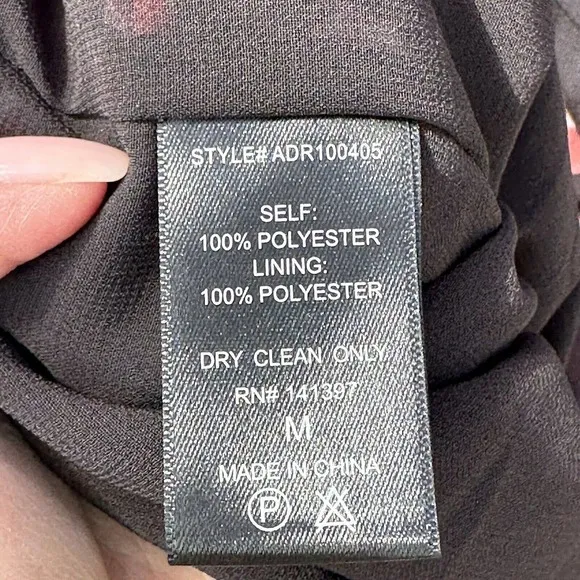 STYLE# ADR100405
SELF:
100% POLYESTER
LINING:
100% POLYESTER
DRY CLEAN ONLY
RN# 141397
M
MADE IN CHINA
P